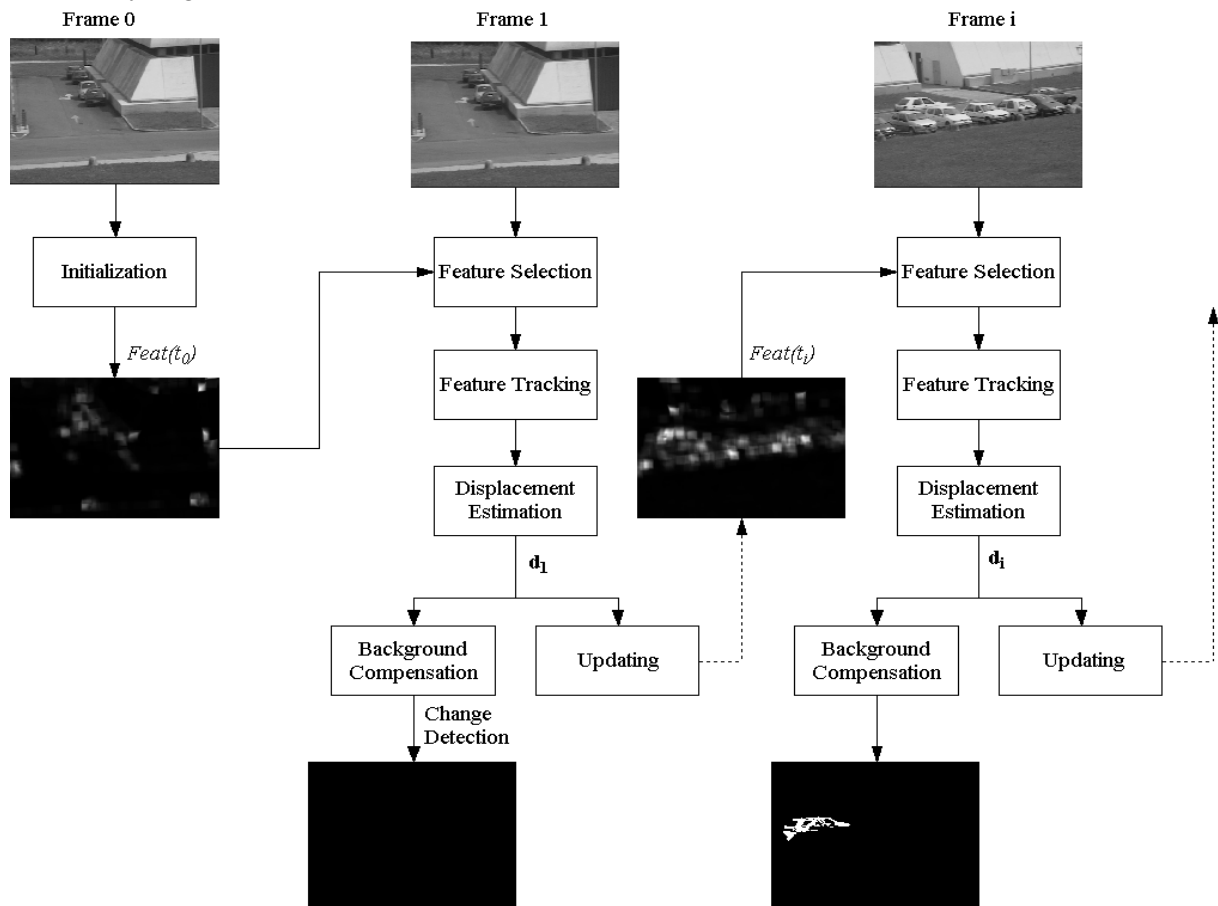 Frame 0
Frame 1
Frame i
Initialization
Feature Selection
Feature Selection
Feat(t0)
Feat(ti)
Feature Tracking
Feature Tracking
Displacement
Estimation
Displacement
Estimation
d1
di
Background
Compensation
Updating
Background
Compensation
Updating
Change
Detection